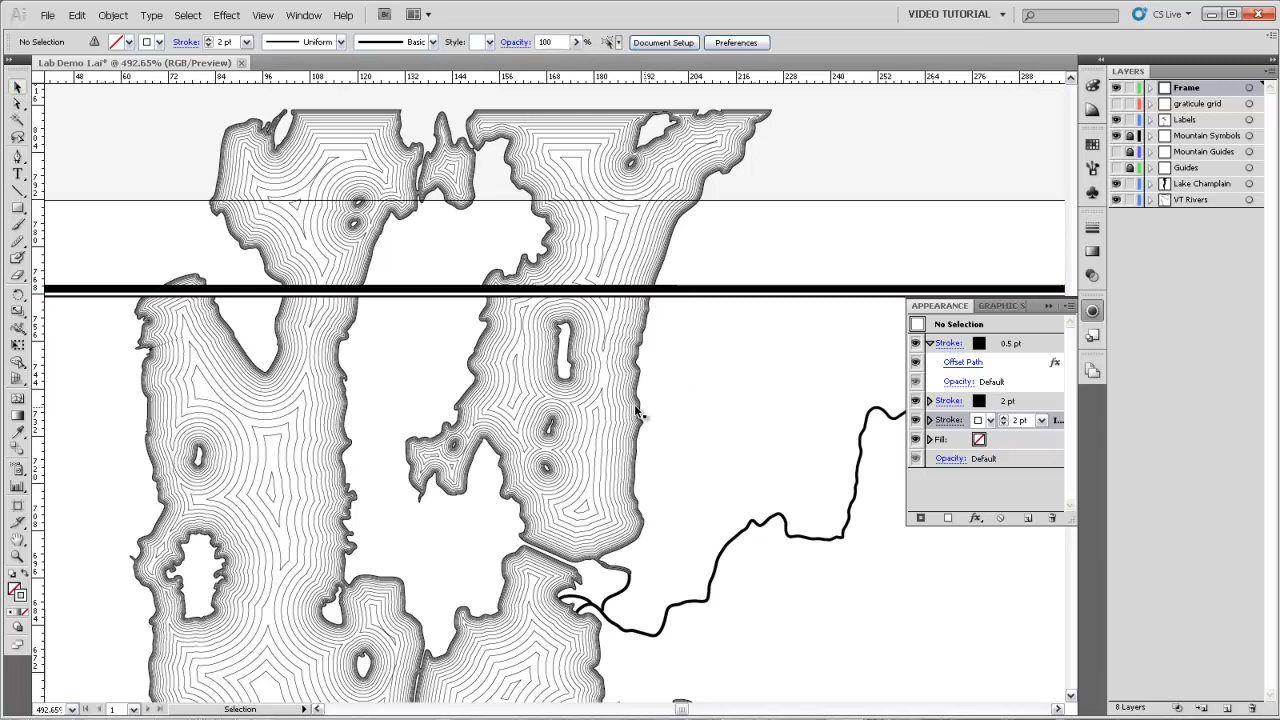 Ai File Edit Object Type Select Effect View Window Help Br VIDEO TUTORIAL CS Live
No Selection Stroke: 2 pt Uniform Basic Style: Opacity: 100 % Document Setup Preferences
Lab Demo 1.ai* @ 492.65% (RGB/Preview)
48 60 72 84 96 108 120 132 144 156 168 180 192 204 216 228 240 252 264 276 288
LAYERS
Frame
graticule grid
Labels
Mountain Symbols
Mountain Guides
Guides
Lake Champlain
VT Rivers
APPEARANCE GRAPHIC S
No Selection
Stroke: 0.5 pt
Offset Path fx
Opacity: Default
Stroke: 2 pt
Stroke: 2 pt I...
Fill:
Opacity: Default
fx
492.65% 1 Selection
8 Layers